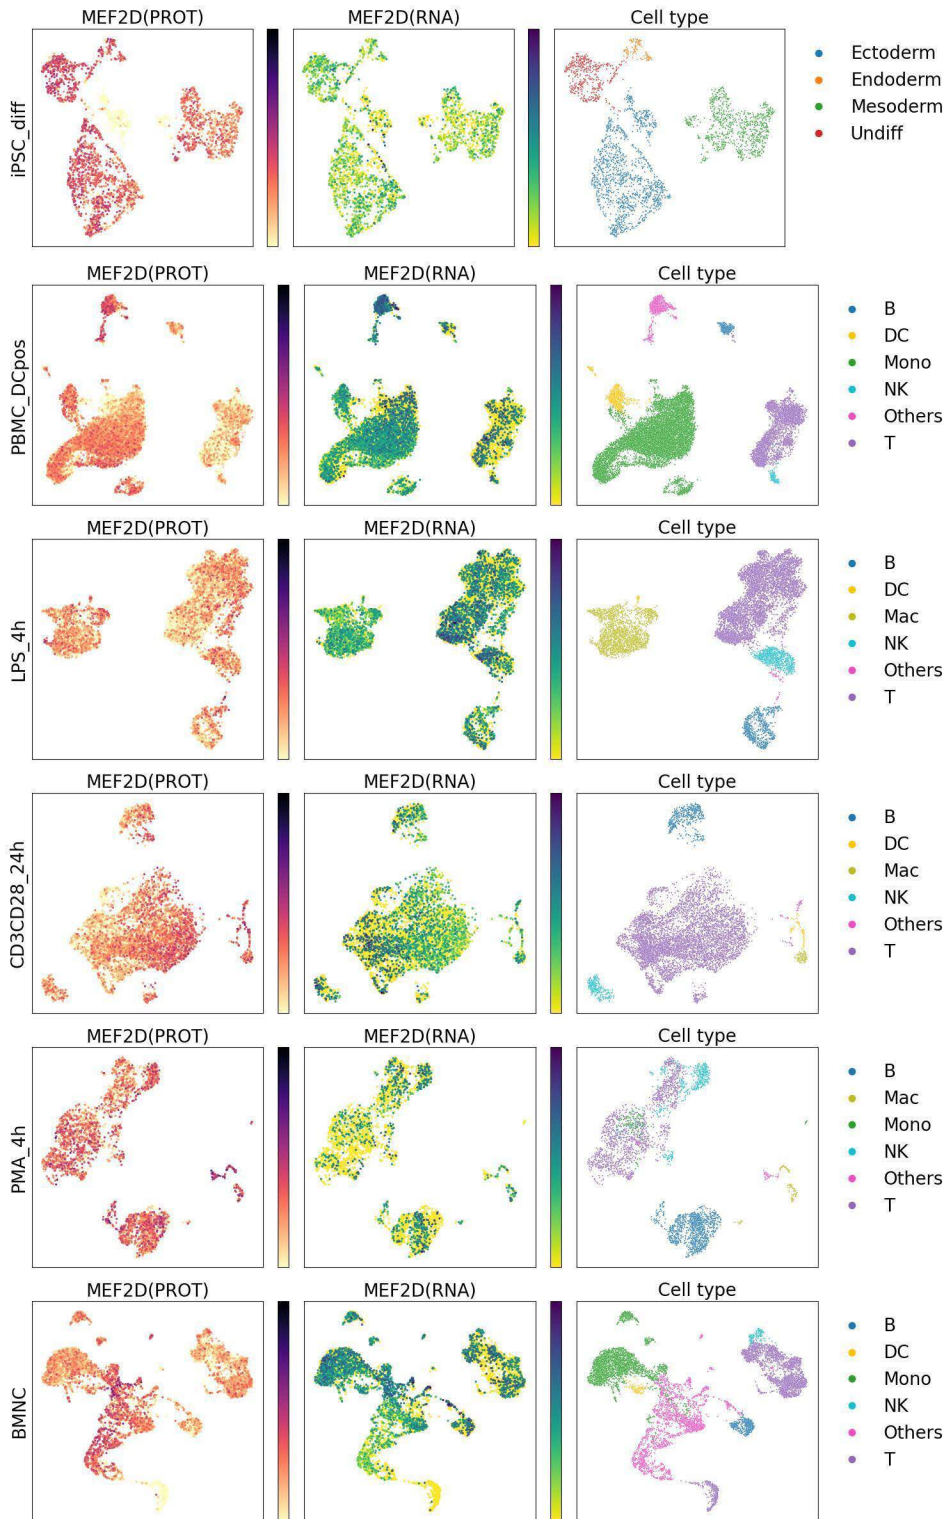 MEF2D(PROT) MEF2D(RNA) Cell type
iPSC_diff
Ectoderm
Endoderm
Mesoderm
Undiff
MEF2D(PROT) MEF2D(RNA) Cell type
PBMC_DCpos
B
DC
Mono
NK
Others
T
MEF2D(PROT) MEF2D(RNA) Cell type
LPS_4h
B
DC
Mac
NK
Others
T
MEF2D(PROT) MEF2D(RNA) Cell type
CD3CD28_24h
B
DC
Mac
NK
Others
T
MEF2D(PROT) MEF2D(RNA) Cell type
PMA_4h
B
Mac
Mono
NK
Others
T
MEF2D(PROT) MEF2D(RNA) Cell type
BMNC
B
DC
Mono
NK
Others
T